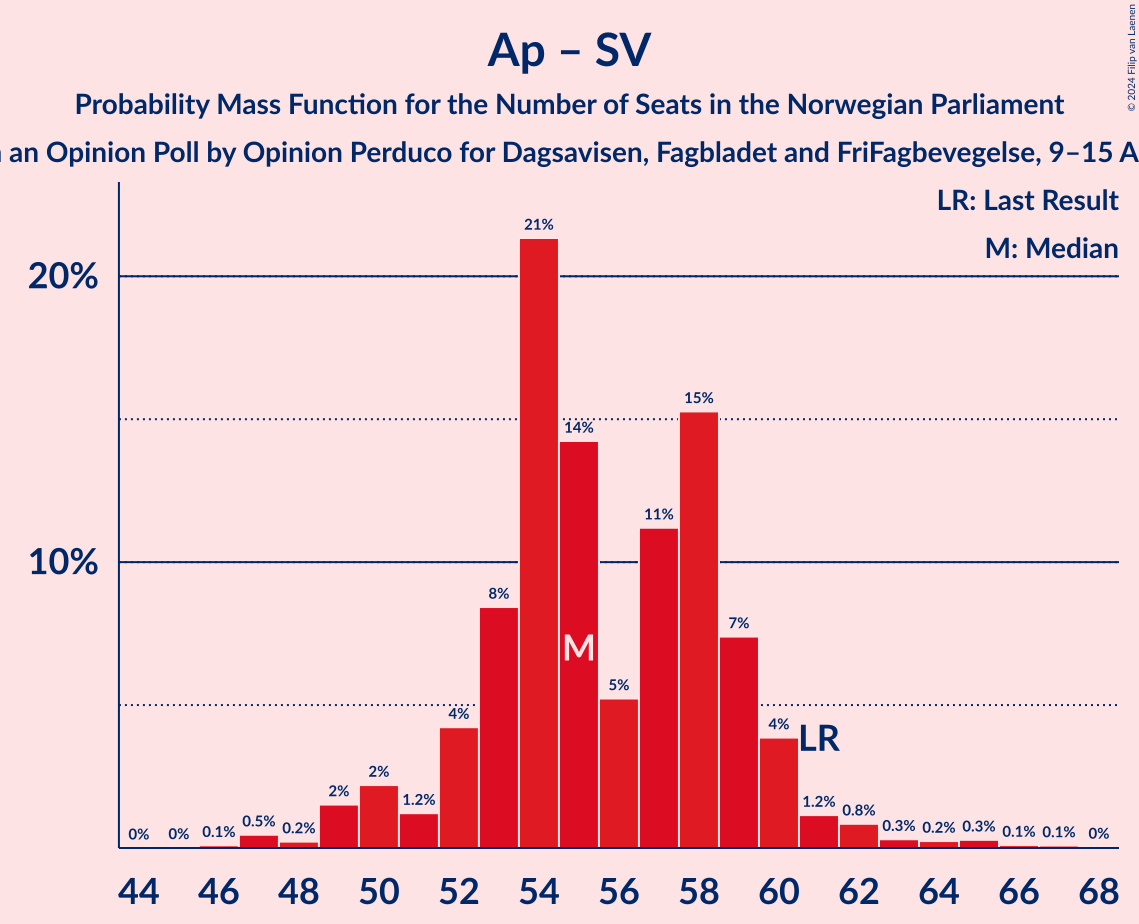 Ap – SV
Probability Mass Function for the Number of Seats in the Norwegian Parliament
an Opinion Poll by Opinion Perduco for Dagsavisen, Fagbladet and FriFagbevegelse, 9–15 A
© 2024 Filip van Laenen
LR: Last Result
M: Median
20%
10%
0% 0% 0.1% 0.5% 0.2% 2% 2% 1.2% 4% 8% 21% 14% 5% 11% 15% 7% 4% 1.2% 0.8% 0.3% 0.2% 0.3% 0.1% 0.1% 0%
M
LR
44 46 48 50 52 54 56 58 60 62 64 66 68